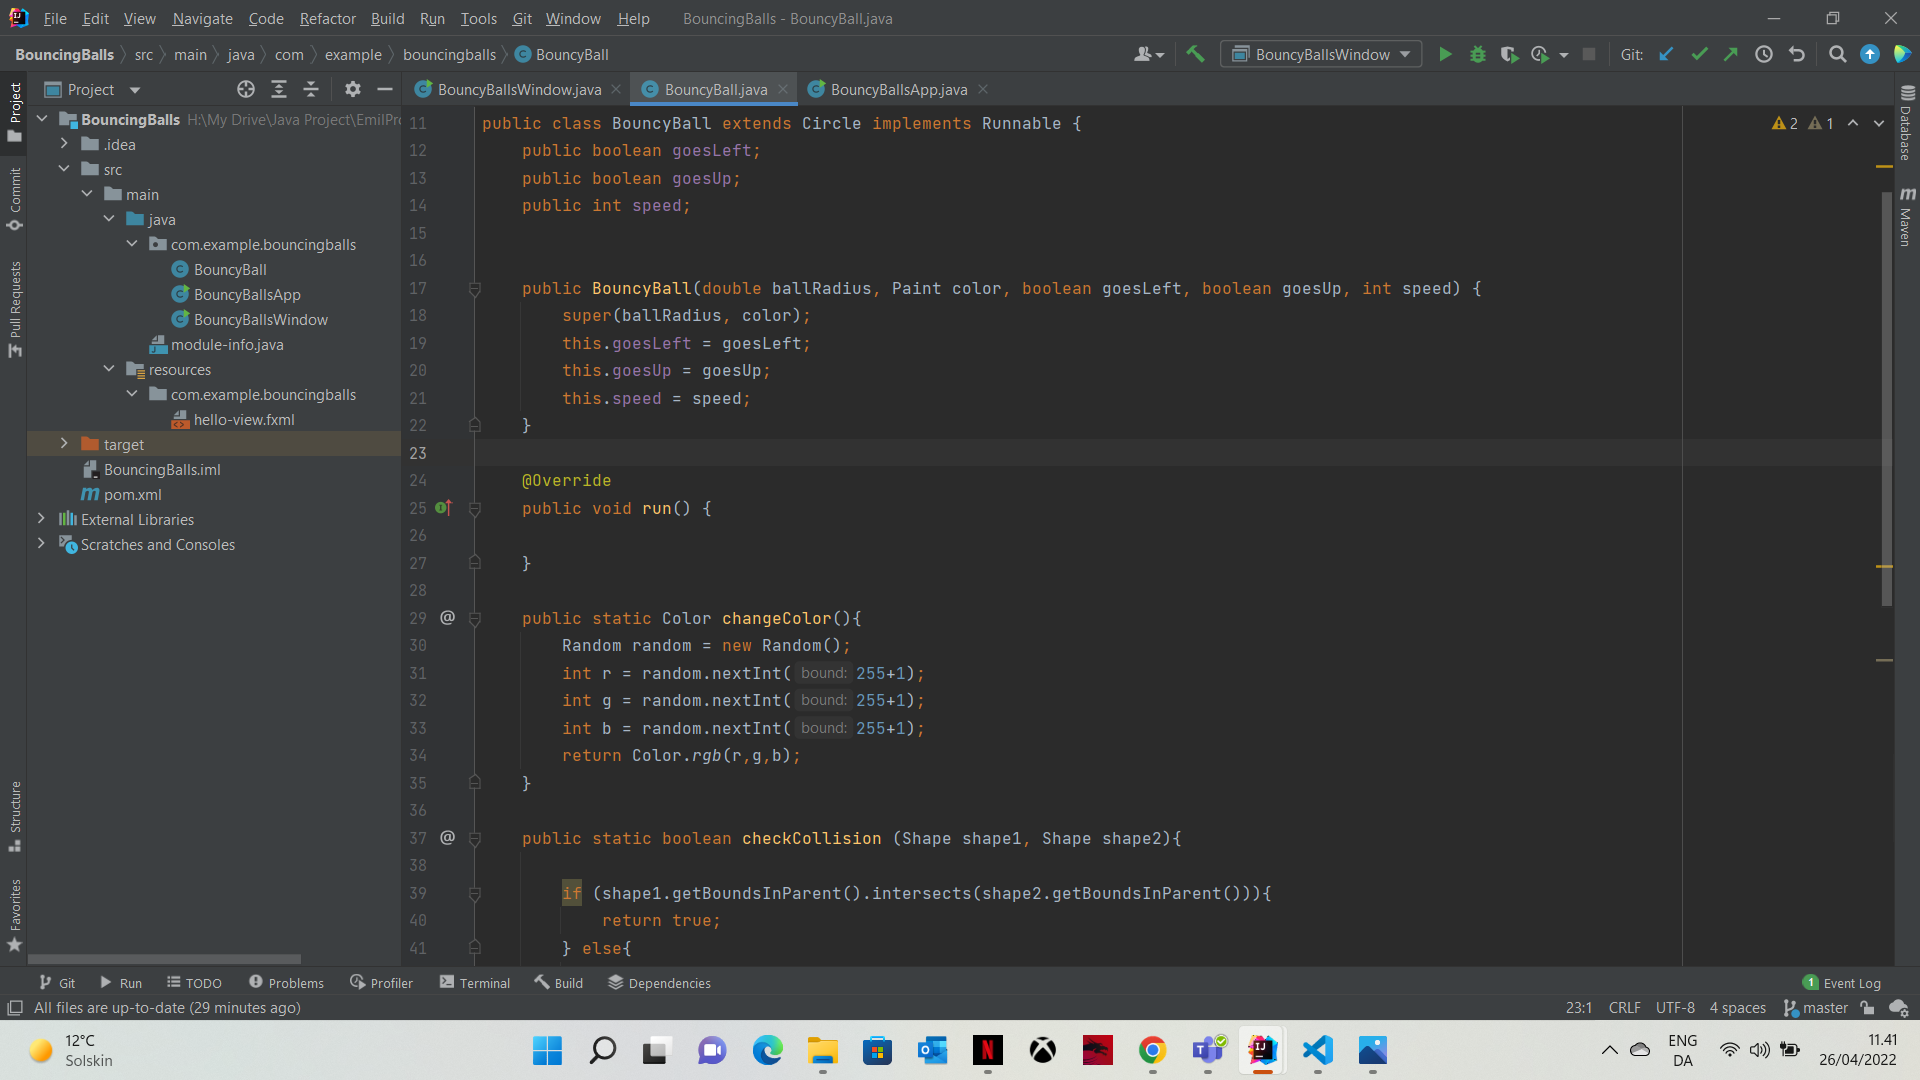 File Edit View Navigate Code Refactor Build Run Tools Git Window Help BouncingBalls - BouncyBall.java
BouncingBalls src main java com example bouncingballs BouncyBall BouncyBallsWindow Git:
Project BouncyBallsWindow.java BouncyBall.java BouncyBallsApp.java
Project
Commit
Pull Requests
Structure
Favorites
BouncingBalls H:\My Drive\Java Project\EmilPr
.idea
src
main
java
com.example.bouncingballs
BouncyBall
BouncyBallsApp
BouncyBallsWindow
module-info.java
resources
com.example.bouncingballs
hello-view.fxml
target
BouncingBalls.iml
pom.xml
External Libraries
Scratches and Consoles
11 public class BouncyBall extends Circle implements Runnable {
12 public boolean goesLeft;
13 public boolean goesUp;
14 public int speed;
15
16
17 public BouncyBall(double ballRadius, Paint color, boolean goesLeft, boolean goesUp, int speed) {
18 super(ballRadius, color);
19 this.goesLeft = goesLeft;
20 this.goesUp = goesUp;
21 this.speed = speed;
22 }
23
24 @Override
25 public void run() {
26
27 }
28
29 @ public static Color changeColor(){
30 Random random = new Random();
31 int r = random.nextInt( bound: 255+1);
32 int g = random.nextInt( bound: 255+1);
33 int b = random.nextInt( bound: 255+1);
34 return Color.rgb(r,g,b);
35 }
36
37 @ public static boolean checkCollision (Shape shape1, Shape shape2){
38
39 if (shape1.getBoundsInParent().intersects(shape2.getBoundsInParent())){
40 return true;
41 } else{
2 1
Database
Maven
Git Run TODO Problems Profiler Terminal Build Dependencies 1 Event Log
All files are up-to-date (29 minutes ago) 23:1 CRLF UTF-8 4 spaces master
12°C
Solskin
ENG
DA
11.41
26/04/2022